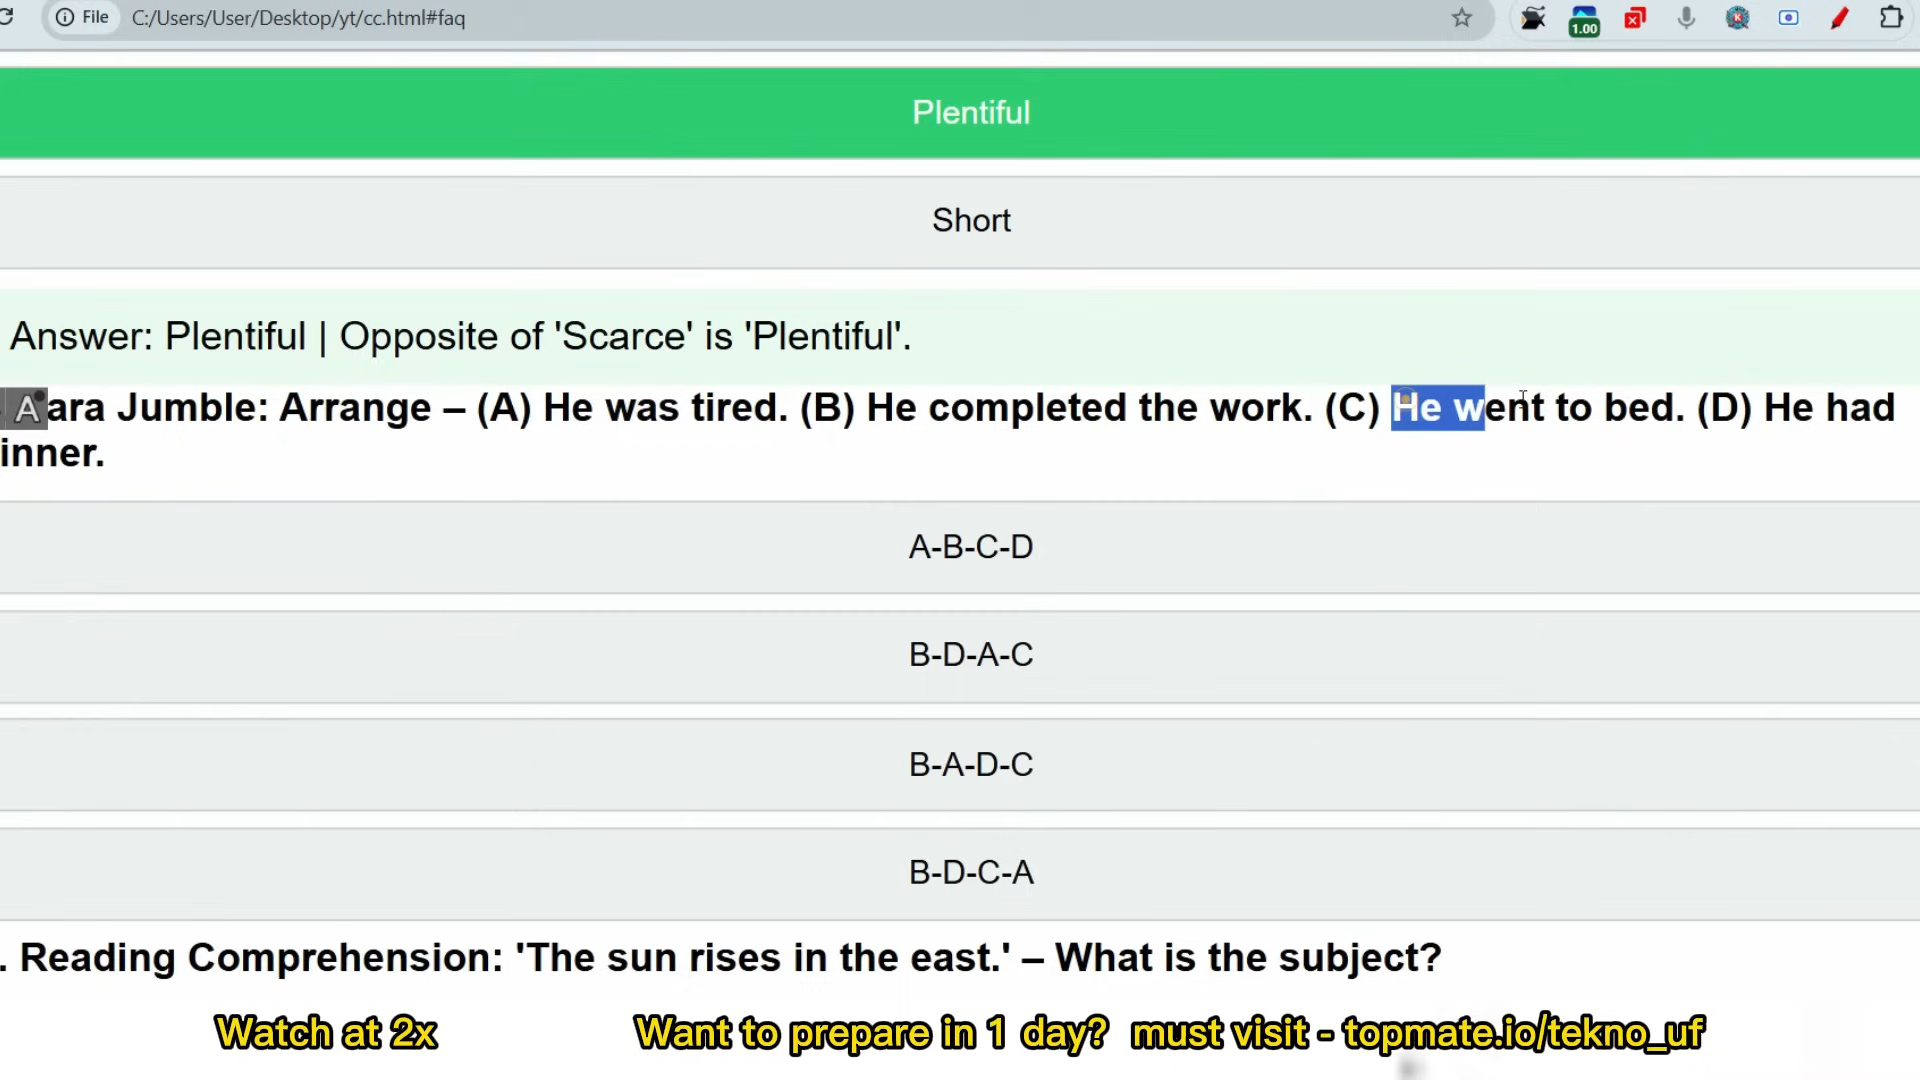 File C:/Users/User/Desktop/yt/cc.html#faq
1.00
Plentiful
Short
Answer: Plentiful | Opposite of 'Scarce' is 'Plentiful'.
A ara Jumble: Arrange – (A) He was tired. (B) He completed the work. (C) He went to bed. (D) He had
inner.
A-B-C-D
B-D-A-C
B-A-D-C
B-D-C-A
. Reading Comprehension: 'The sun rises in the east.' – What is the subject?
Watch at 2x Want to prepare in 1 day? must visit - topmate.io/tekno_uf